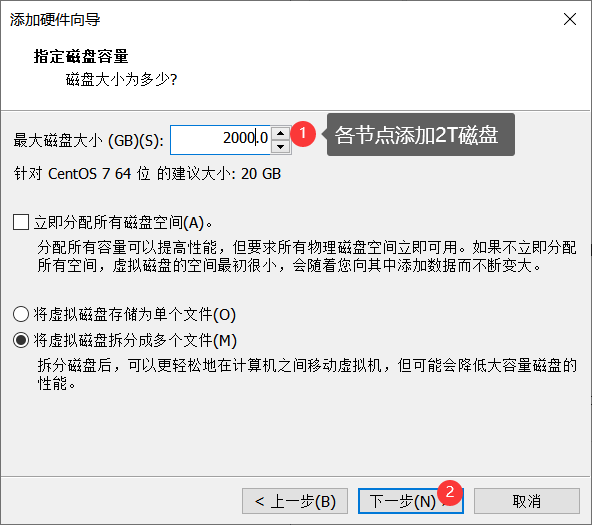 添加硬件向导
指定磁盘容量
磁盘大小为多少?
最大磁盘大小 (GB)(S): 2000.0 1 各节点添加2T磁盘
针对 CentOS 7 64 位 的建议大小: 20 GB
立即分配所有磁盘空间(A)。
分配所有容量可以提高性能，但要求所有物理磁盘空间立即可用。如果不立即分配
所有空间，虚拟磁盘的空间最初很小，会随着您向其中添加数据而不断变大。
将虚拟磁盘存储为单个文件(O)
将虚拟磁盘拆分成多个文件(M)
拆分磁盘后，可以更轻松地在计算机之间移动虚拟机，但可能会降低大容量磁盘的
性能。
< 上一步(B) 下一步(N) 2 取消